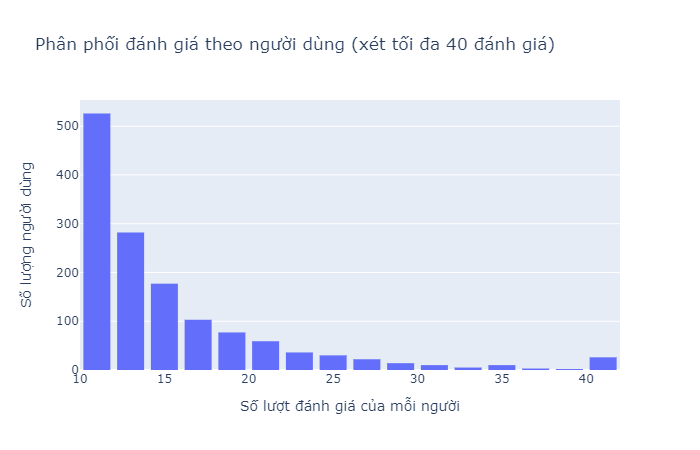 Phân phối đánh giá theo người dùng (xét tối đa 40 đánh giá)
500
400
300
200
100
0
Số lượng người dùng
10 15 20 25 30 35 40
Số lượt đánh giá của mỗi người